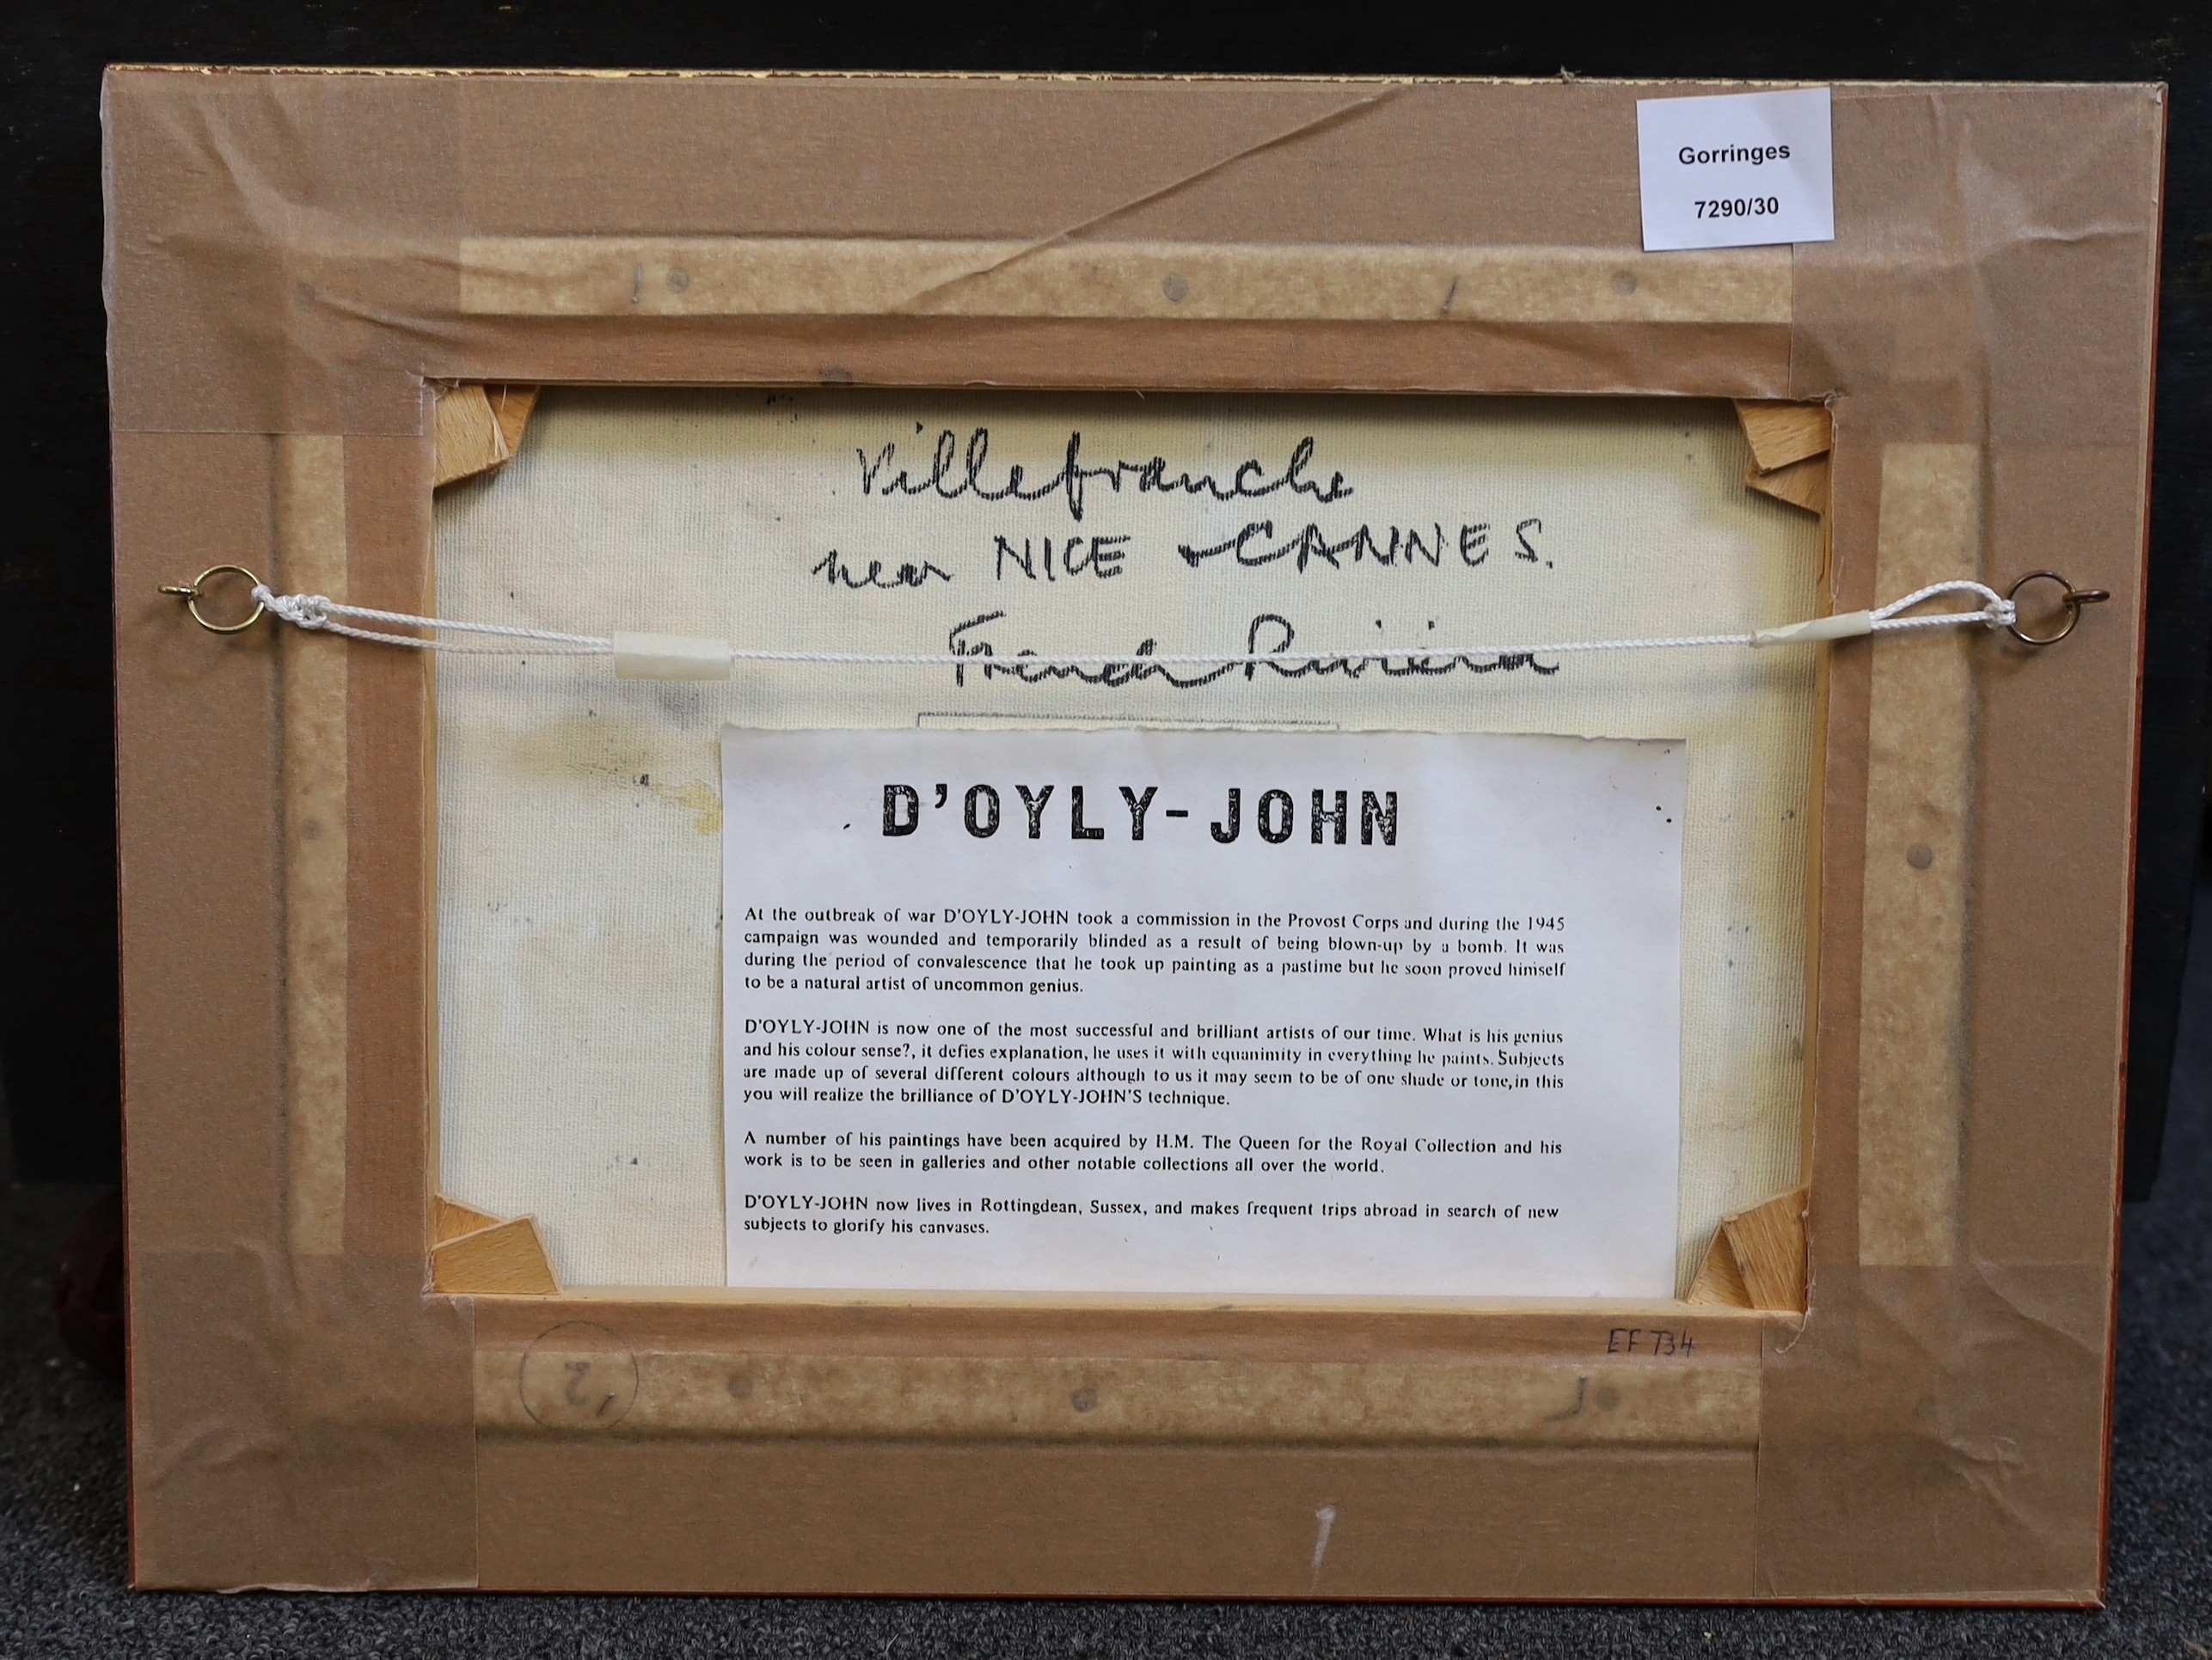 Gorringes
7290/30
Villefranche
near NICE + CANNES.
French Riviera
D'OYLY-JOHN
At the outbreak of war D'OYLY-JOHN took a commission in the Provost Corps and during the 1945
campaign was wounded and temporarily blinded as a result of being blown-up by a bomb. It was
during the period of convalescence that he took up painting as a pastime but he soon proved himself
to be a natural artist of uncommon genius.
D'OYLY-JOHN is now one of the most successful and brilliant artists of our time. What is his genius
and his colour sense?, it defies explanation, he uses it with equanimity in everything he paints. Subjects
are made up of several different colours although to us it may seem to be of one shade or tone, in this
you will realize the brilliance of D'OYLY-JOHN'S technique.
A number of his paintings have been acquired by H.M. The Queen for the Royal Collection and his
work is to be seen in galleries and other notable collections all over the world.
D'OYLY-JOHN now lives in Rottingdean, Sussex, and makes frequent trips abroad in search of new
subjects to glorify his canvases.
EF 734
2